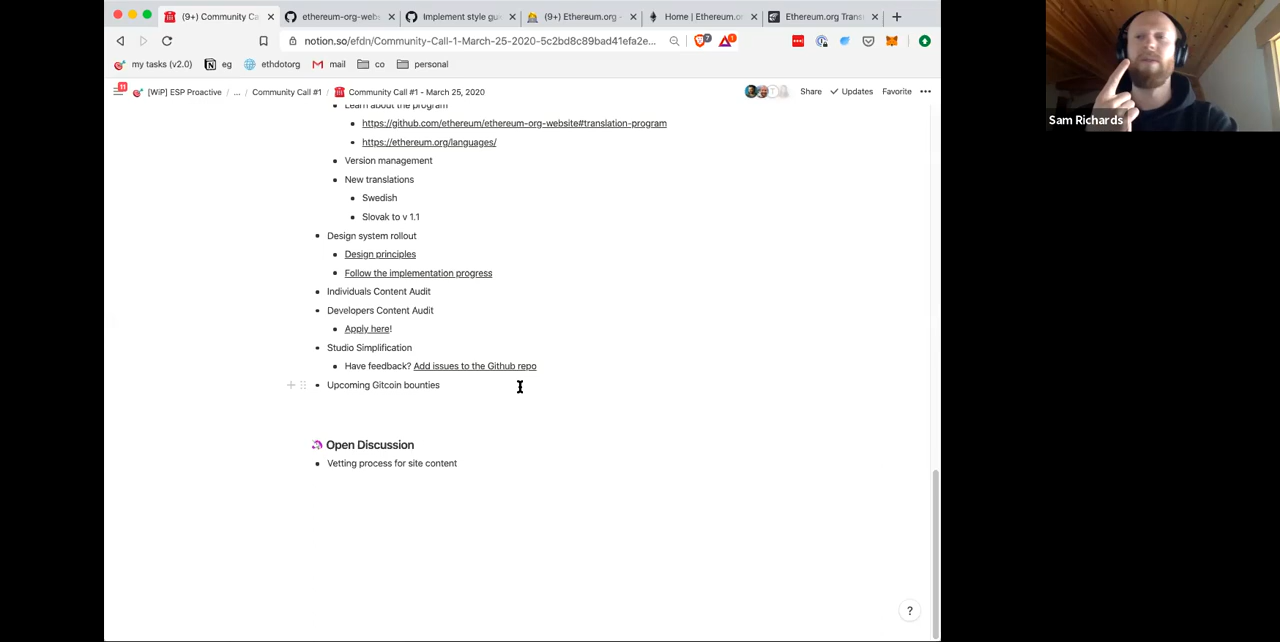 (9+) Community Ca
ethereum-org-web
Implement style gu
(9+) Ethereum.org
Home | Ethereum.o
Ethereum.org Tran
notion.so/efdn/Community-Call-1-March-25-2020-5c2bd8c89bad41efa2e...
7
1
my tasks (v2.0)
eg
ethdotorg
mail
co
personal
11
[WiP] ESP Proactive / ... / Community Call #1 / Community Call #1 - March 25, 2020
Share
Updates
Favorite
Learn about the program
https://github.com/ethereum/ethereum-org-website#translation-program
https://ethereum.org/languages/
Version management
New translations
Swedish
Slovak to v 1.1
Design system rollout
Design principles
Follow the implementation progress
Individuals Content Audit
Developers Content Audit
Apply here!
Studio Simplification
Have feedback? Add issues to the Github repo
Upcoming Gitcoin bounties
Open Discussion
Vetting process for site content
?
Sam Richards